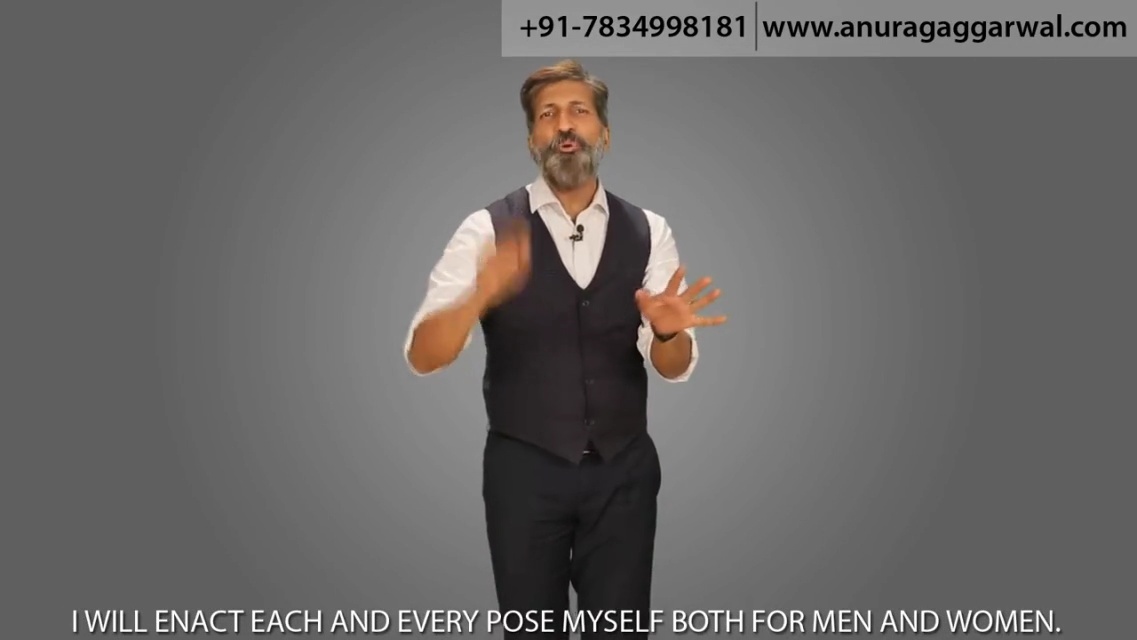 +91-7834998181 | www.anuragaggarwal.com
I WILL ENACT EACH AND EVERY POSE MYSELF BOTH FOR MEN AND WOMEN.